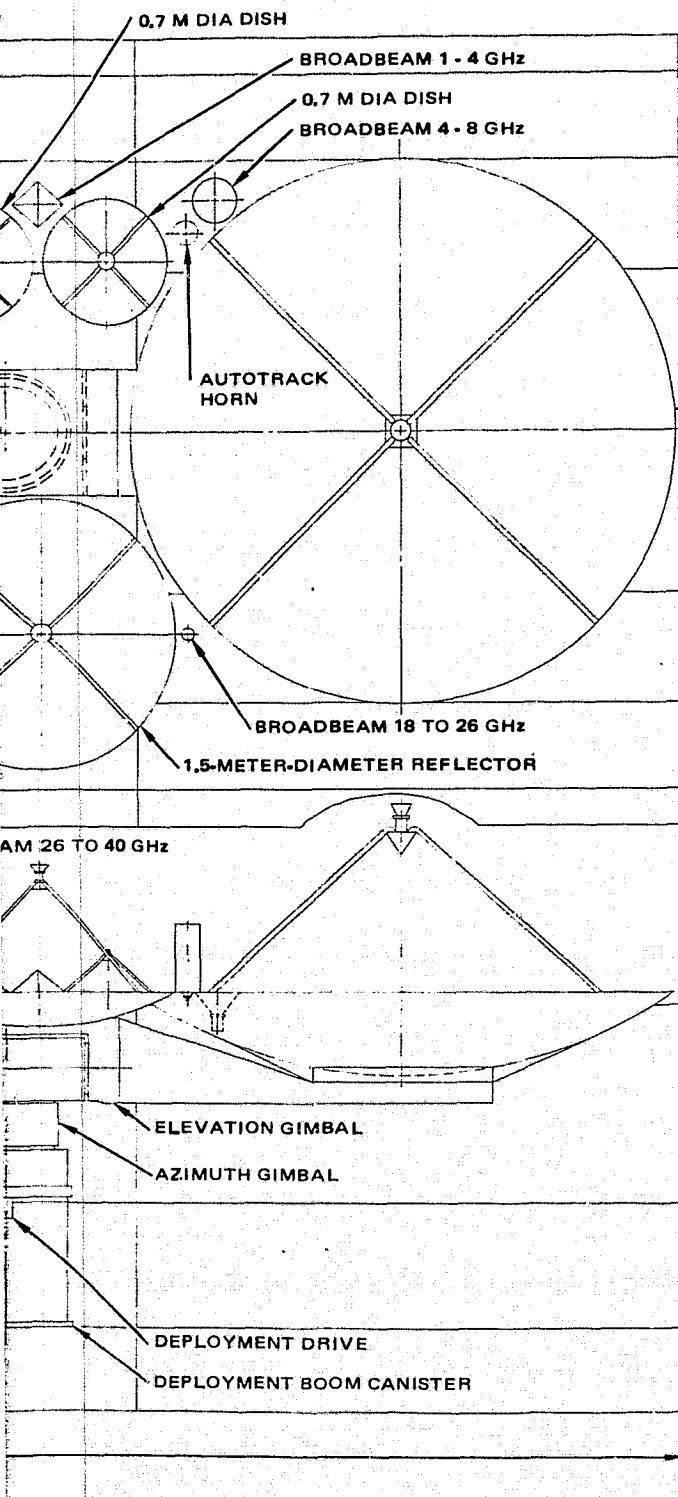 0.7 M DIA DISH
BROADBEAM 1 - 4 GHz
0.7 M DIA DISH
BROADBEAM 4 - 8 GHz
AUTOTRACK
HORN
BROADBEAM 18 TO 26 GHz
1.5-METER-DIAMETER REFLECTOR
AM 26 TO 40 GHz
ELEVATION GIMBAL
AZIMUTH GIMBAL
DEPLOYMENT DRIVE
DEPLOYMENT BOOM CANISTER